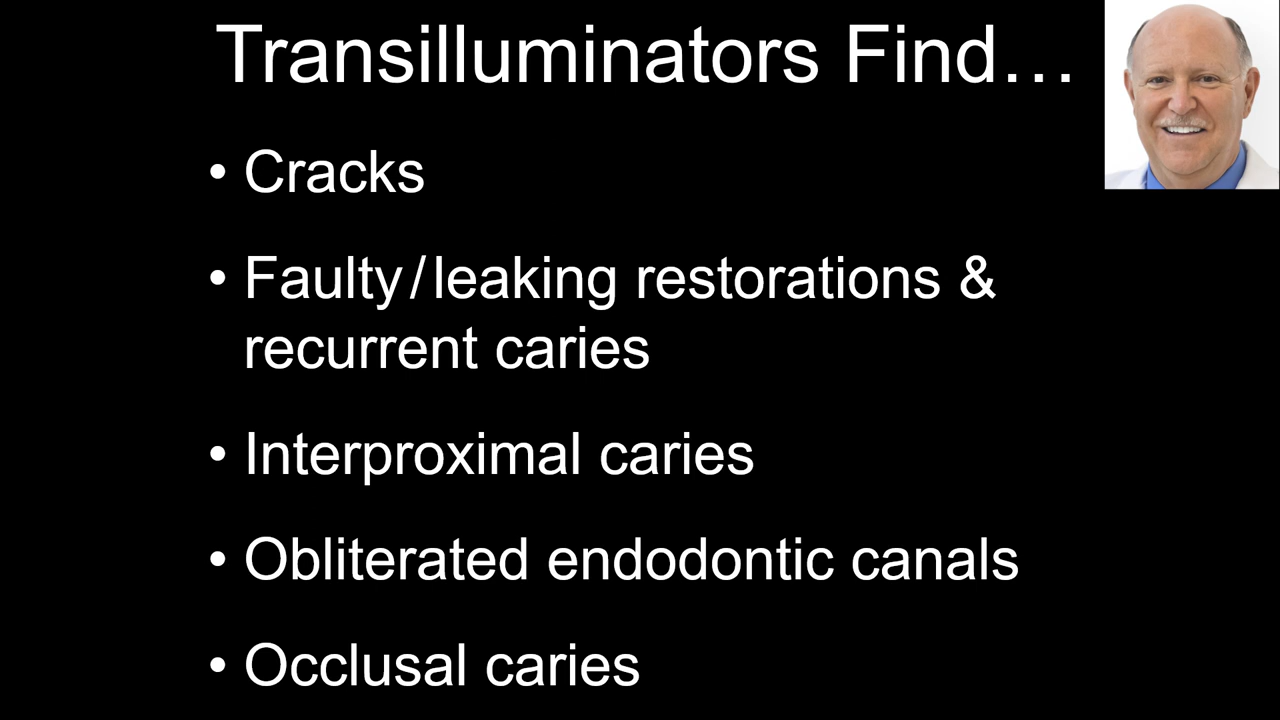 Transilluminators Find…
• Cracks
• Faulty/leaking restorations &
recurrent caries
• Interproximal caries
• Obliterated endodontic canals
• Occlusal caries